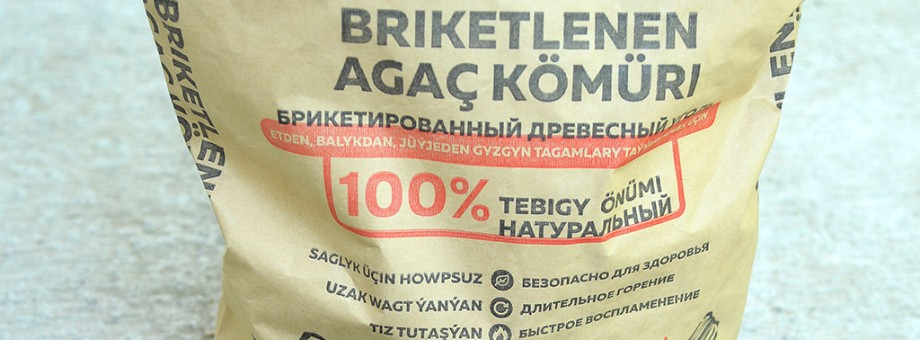 BRIKETLENEN
AGAÇ KÖMÜRI
БРИКЕТИРОВАННЫЙ ДРЕВЕСНЫЙ
ETDEN, BALYKDAN, JÜÝJEDEN GYZGYN TAGAMLARY
100% TEBIGY ÖNÜMI
НАТУРАЛЬНЫЙ
SAGLYK ÜÇIN HOWPSUZ БЕЗОПАСНО ДЛЯ ЗДОРОВЬЯ
UZAK WAGT ÝANÝAN ДЛИТЕЛЬНОЕ ГОРЕНИЕ
TIZ TUTAŞÝAN БЫСТРОЕ ВОСПЛАМЕНЕНИЕ